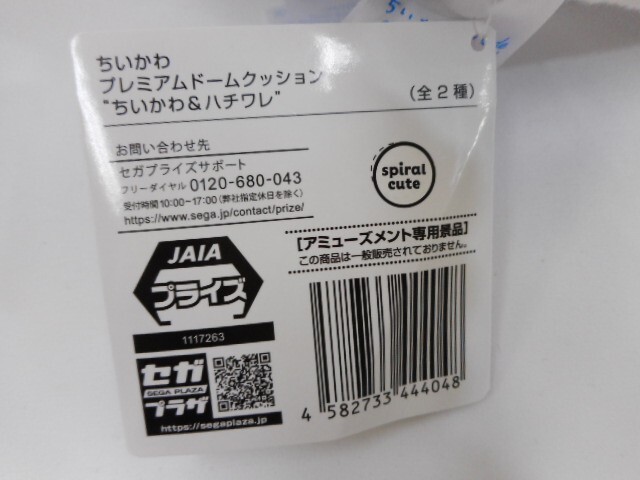 ちいかわ
プレミアムドームクッション
"ちいかわ＆ハチワレ"
（全２種）
お問い合わせ先
セガプライズサポート
フリーダイヤル 0120-680-043
受付時間10:00～17:00（弊社指定休日を除く）
https://www.sega.jp/contact/prize/
spiral
cute
JAIA
プライズ
[アミューズメント専用景品]
この商品は一般販売されておりません。
1117263
セガ
SEGA PLAZA
プラザ
https://segaplaza.jp
4 582733 444048